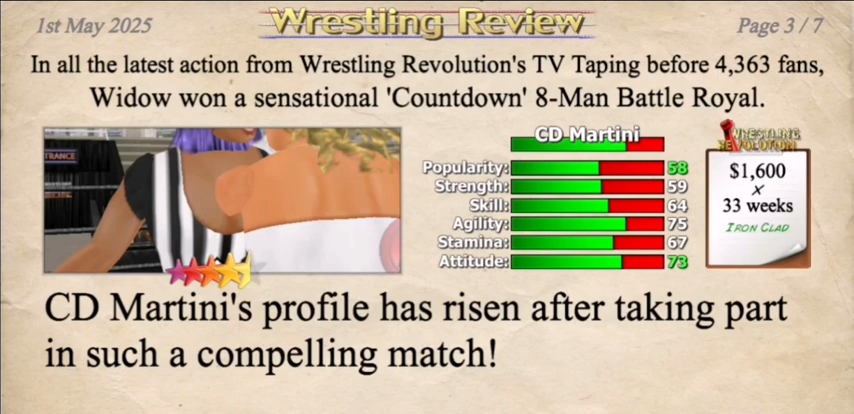 1st May 2025
Wrestling Review
Page 3 / 7
In all the latest action from Wrestling Revolution's TV Taping before 4,363 fans,
Widow won a sensational 'Countdown' 8-Man Battle Royal.
TRANCE
CD Martini
Popularity: 58
Strength: 59
Skill: 64
Agility: 75
Stamina: 67
Attitude: 73
WRESTLING
REVOLUTION
$1,600
x
33 weeks
IRON CLAD
CD Martini's profile has risen after taking part
in such a compelling match!